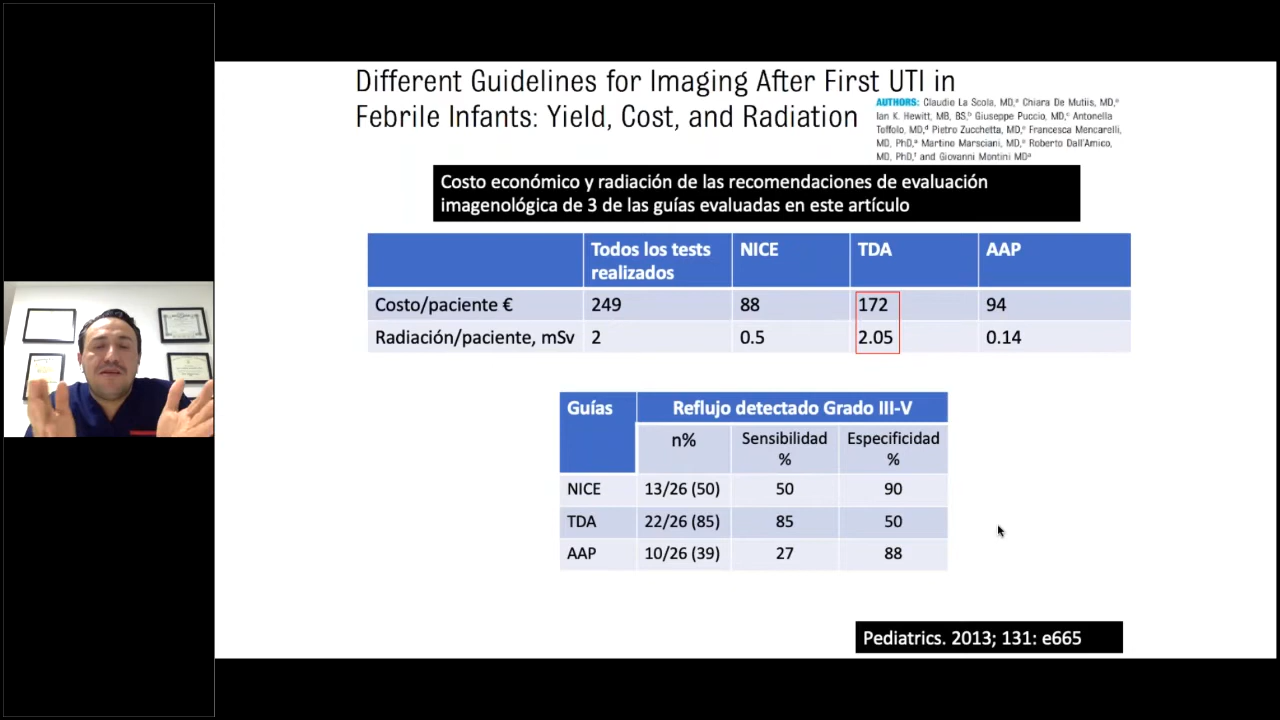 Different Guidelines for Imaging After First UTI in
Febrile Infants: Yield, Cost, and Radiation
AUTHORS: Claudio La Scola, MD,ᵃ Chiara De Mutiis, MD,ᵃ
Ian K. Hewitt, MB, BS,ᵇ Giuseppe Puccio, MD,ᶜ Antonella
Toffolo, MD,ᵈ Pietro Zucchetta, MD,ᵉ Francesca Mencarelli,
MD, PhD,ᵃ Martino Marsciani, MD,ᵃ Roberto Dall'Amico,
MD, PhD,ᶠ and Giovanni Montini MDᵃ
Costo económico y radiación de las recomendaciones de evaluación
imagenológica de 3 de las guías evaluadas en este artículo
Todos los tests realizados NICE TDA AAP
Costo/paciente € 249 88 172 94
Radiación/paciente, mSv 2 0.5 2.05 0.14
Guías Reflujo detectado Grado III-V
n% Sensibilidad % Especificidad %
NICE 13/26 (50) 50 90
TDA 22/26 (85) 85 50
AAP 10/26 (39) 27 88
Pediatrics. 2013; 131: e665